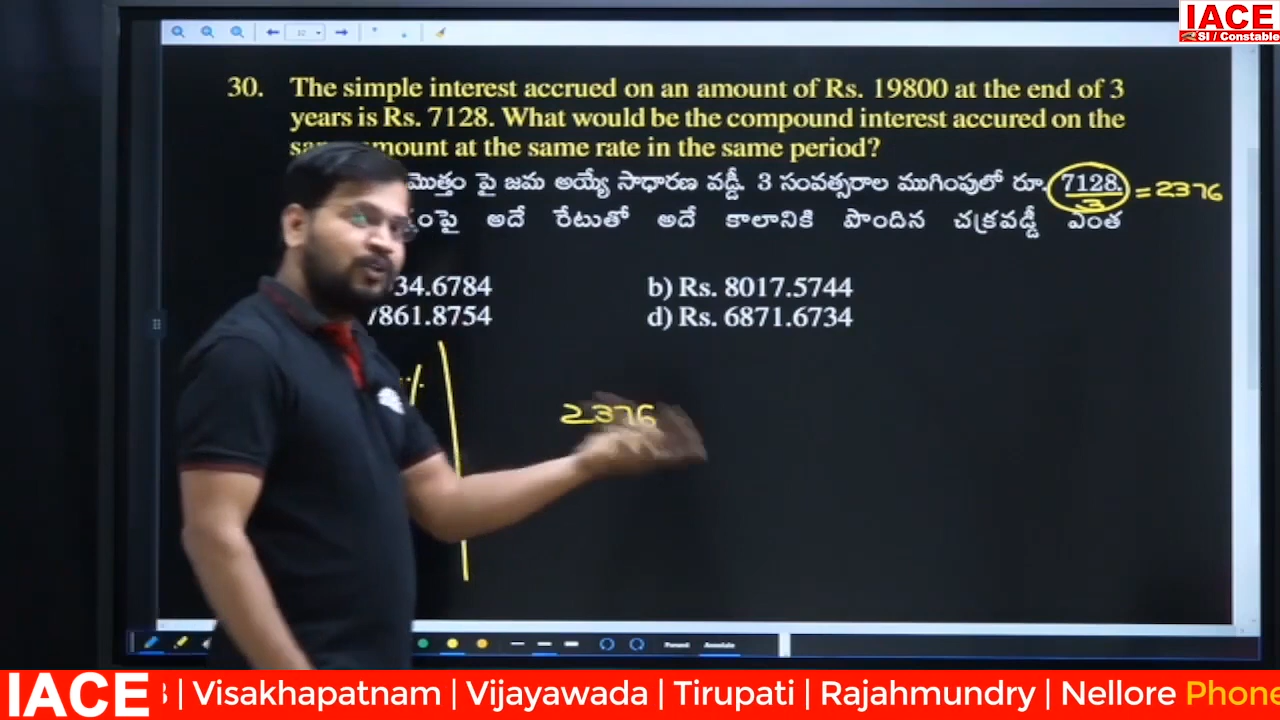 IACE
SI / Constable
32
30. The simple interest accrued on an amount of Rs. 19800 at the end of 3
years is Rs. 7128. What would be the compound interest accured on the
amount at the same rate in the same period?
మొత్తం పై జమ అయ్యే సాధారణ వడ్డీ. 3 సంవత్సరాల ముగింపులో రూ. 7128.
3
= 2376
అదే రేటుతో అదే కాలానికి పొందిన చక్రవడ్డీ ఎంత
34.6784 b) Rs. 8017.5744
7861.8754 d) Rs. 6871.6734
2376
Present Annotate
IACE | Visakhapatnam | Vijayawada | Tirupati | Rajahmundry | Nellore Phone